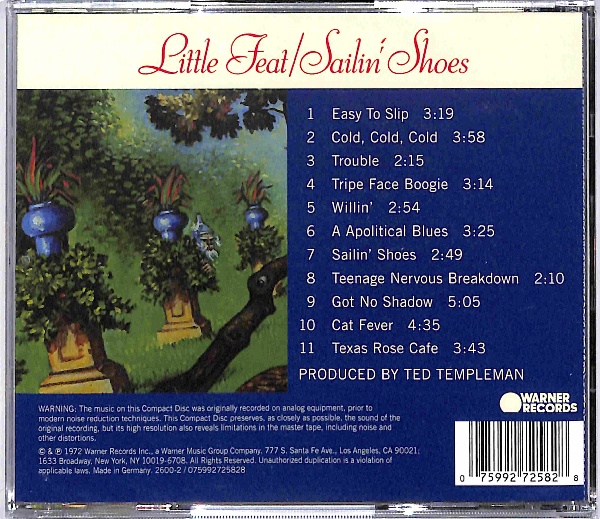 Little Feat/Sailin' Shoes
1 Easy To Slip 3:19
2 Cold, Cold, Cold 3:58
3 Trouble 2:15
4 Tripe Face Boogie 3:14
5 Willin' 2:54
6 A Apolitical Blues 3:25
7 Sailin' Shoes 2:49
8 Teenage Nervous Breakdown 2:10
9 Got No Shadow 5:05
10 Cat Fever 4:35
11 Texas Rose Cafe 3:43
PRODUCED BY TED TEMPLEMAN
WARNING: The music on this Compact Disc was originally recorded on analog equipment, prior to
modern noise reduction techniques. This Compact Disc preserves, as closely as possible, the sound of the
original recording, but its high resolution also reveals limitations in the master tape, including noise and
other distortions.
© & ℗ 1972 Warner Records Inc., a Warner Music Group Company. 777 S. Santa Fe Ave., Los Angeles, CA 90021,
1633 Broadway, New York, NY 10019-6708. All Rights Reserved. Unauthorized duplication is a violation of
applicable laws. Made in Germany. 2600-2 / 075992725828
WARNER
RECORDS
0 75992 72582 8